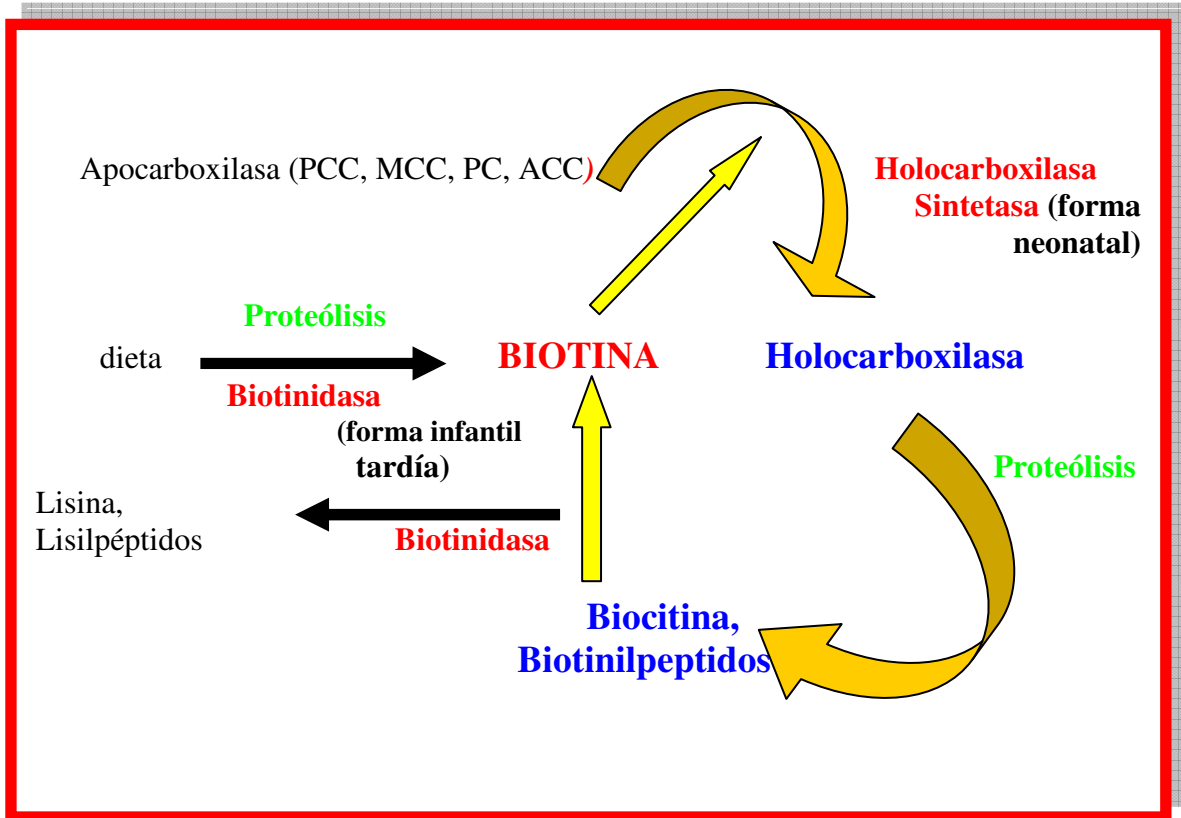 Apocarboxilasa (PCC, MCC, PC, ACC)
Holocarboxilasa
Sintetasa (forma
neonatal)
Proteólisis
dieta
BIOTINA
Holocarboxilasa
Biotinidasa
(forma infantil
tardía)
Proteólisis
Lisina,
Lisilpéptidos
Biotinidasa
Biocitina,
Biotinilpeptidos